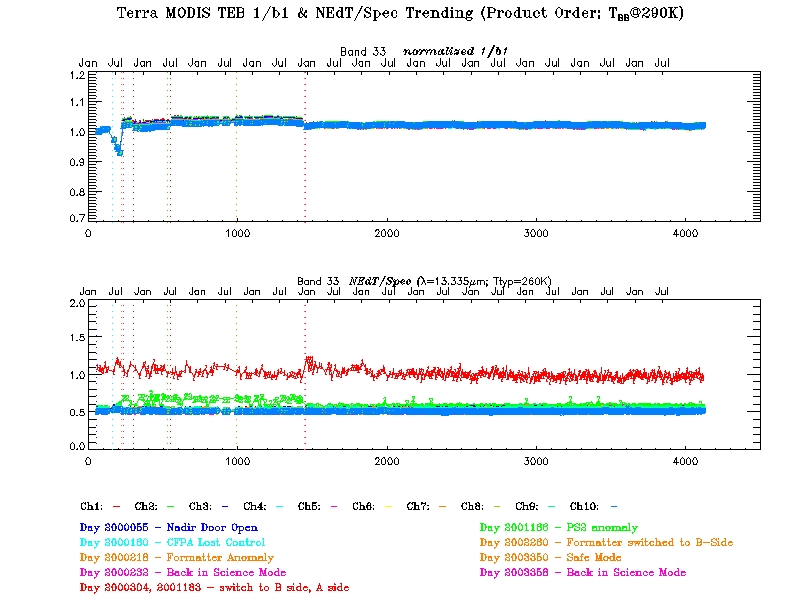 Terra MODIS TEB 1/b1 & NEdT/Spec Trending (Product Order; TBB@290K)
Band 33 normalized 1/b1
Jan Jul Jan Jul Jan Jul Jan Jul Jan Jul Jan Jul Jan Jul Jan Jul Jan Jul Jan Jul Jan Jul
1.2
1.1
1.0
0.9
0.8
0.7
0 1000 2000 3000 4000
Band 33 NEdT/Spec (λ=13.335μm; Ttyp=260K)
Jan Jul Jan Jul Jan Jul Jan Jul Jan Jul Jan Jul Jan Jul Jan Jul Jan Jul Jan Jul Jan Jul
2.0
1.5
1.0
0.5
0.0
0 1000 2000 3000 4000
Ch1: – Ch2: – Ch3: – Ch4: – Ch5: – Ch6: – Ch7: – Ch8: – Ch9: – Ch10: –
Day 2000055 – Nadir Door Open
Day 2000160 – CFPA Lost Control
Day 2000218 – Formatter Anomaly
Day 2000232 – Back in Science Mode
Day 2000304, 2001183 – switch to B side, A side
Day 2001166 – PS2 anomaly
Day 2002260 – Formatter switched to B-Side
Day 2003350 – Safe Mode
Day 2003358 – Back in Science Mode